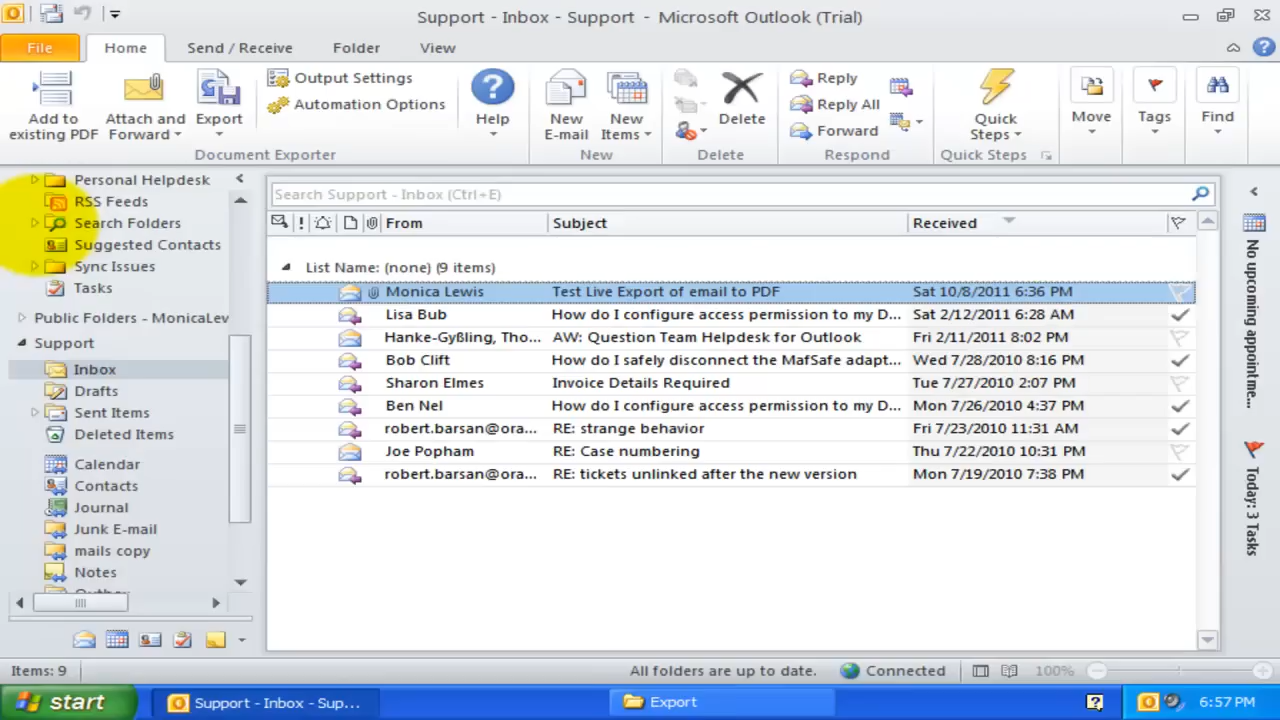 Support - Inbox - Support - Microsoft Outlook (Trial)
File Home Send / Receive Folder View
Add to existing PDF
Attach and Forward
Export
Output Settings
Automation Options
Help
New E-mail
New Items
Delete
Reply
Reply All
Forward
Quick Steps
Move
Tags
Find
Document Exporter New Delete Respond Quick Steps
Personal Helpdesk
RSS Feeds
Search Folders
Suggested Contacts
Sync Issues
Tasks
Public Folders - MonicaLew
Support
Inbox
Drafts
Sent Items
Deleted Items
Calendar
Contacts
Journal
Junk E-mail
mails copy
Notes
Search Support - Inbox (Ctrl+E)
From Subject Received
List Name: (none) (9 items)
Monica Lewis Test Live Export of email to PDF Sat 10/8/2011 6:36 PM
Lisa Bub How do I configure access permission to my D... Sat 2/12/2011 6:28 AM
Hanke-Gyßling, Tho... AW: Question Team Helpdesk for Outlook Fri 2/11/2011 8:02 PM
Bob Clift How do I safely disconnect the MafSafe adapt... Wed 7/28/2010 8:16 PM
Sharon Elmes Invoice Details Required Tue 7/27/2010 2:07 PM
Ben Nel How do I configure access permission to my D... Mon 7/26/2010 4:37 PM
robert.barsan@ora... RE: strange behavior Fri 7/23/2010 11:31 AM
Joe Popham RE: Case numbering Thu 7/22/2010 10:31 PM
robert.barsan@ora... RE: tickets unlinked after the new version Mon 7/19/2010 7:38 PM
No upcoming appointme...
Today: 3 Tasks
Items: 9 All folders are up to date. Connected 100%
start Support - Inbox - Sup... Export 6:57 PM